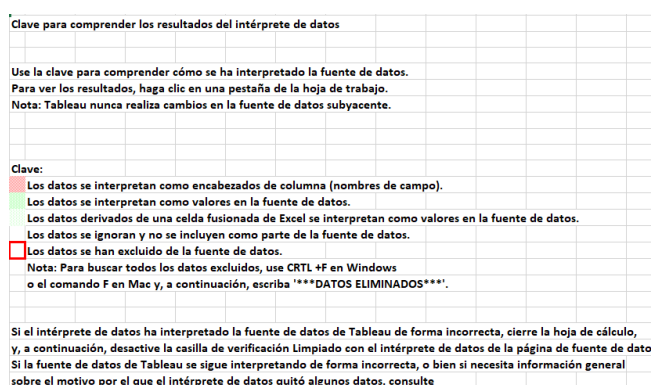 Clave para comprender los resultados del intérprete de datos
Use la clave para comprender cómo se ha interpretado la fuente de datos.
Para ver los resultados, haga clic en una pestaña de la hoja de trabajo.
Nota: Tableau nunca realiza cambios en la fuente de datos subyacente.
Clave:
Los datos se interpretan como encabezados de columna (nombres de campo).
Los datos se interpretan como valores en la fuente de datos.
Los datos derivados de una celda fusionada de Excel se interpretan como valores en la fuente de datos.
Los datos se ignoran y no se incluyen como parte de la fuente de datos.
Los datos se han excluido de la fuente de datos.
Nota: Para buscar todos los datos excluidos, use CRTL +F en Windows
o el comando F en Mac y, a continuación, escriba '***DATOS ELIMINADOS***'.
Si el intérprete de datos ha interpretado la fuente de datos de Tableau de forma incorrecta, cierre la hoja de cálculo,
y, a continuación, desactive la casilla de verificación Limpiado con el intérprete de datos de la página de fuente de dato
Si la fuente de datos de Tableau se sigue interpretando de forma incorrecta, o bien si necesita información general
sobre el motivo por el que el intérprete de datos quitó algunos datos, consulte